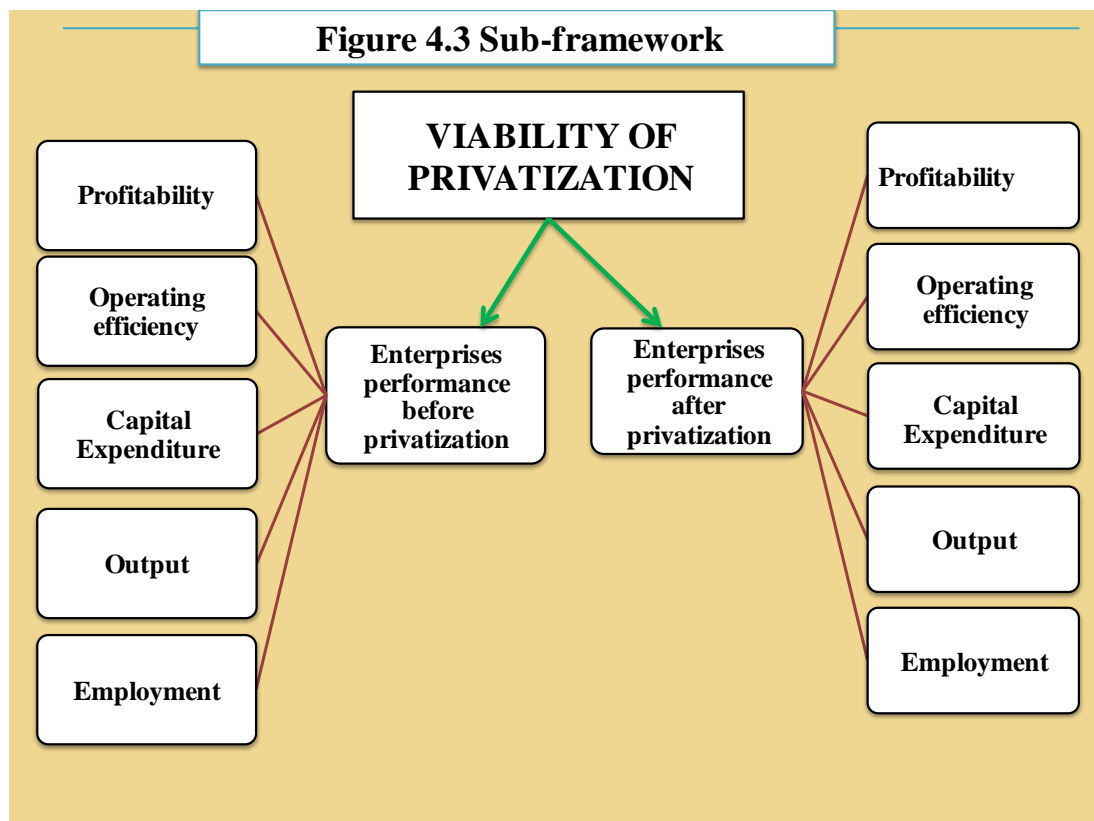 Figure 4.3 Sub-framework
VIABILITY OF
PRIVATIZATION
Profitability
Operating
efficiency
Capital
Expenditure
Output
Employment
Enterprises
performance
before
privatization
Enterprises
performance
after
privatization
Profitability
Operating
efficiency
Capital
Expenditure
Output
Employment